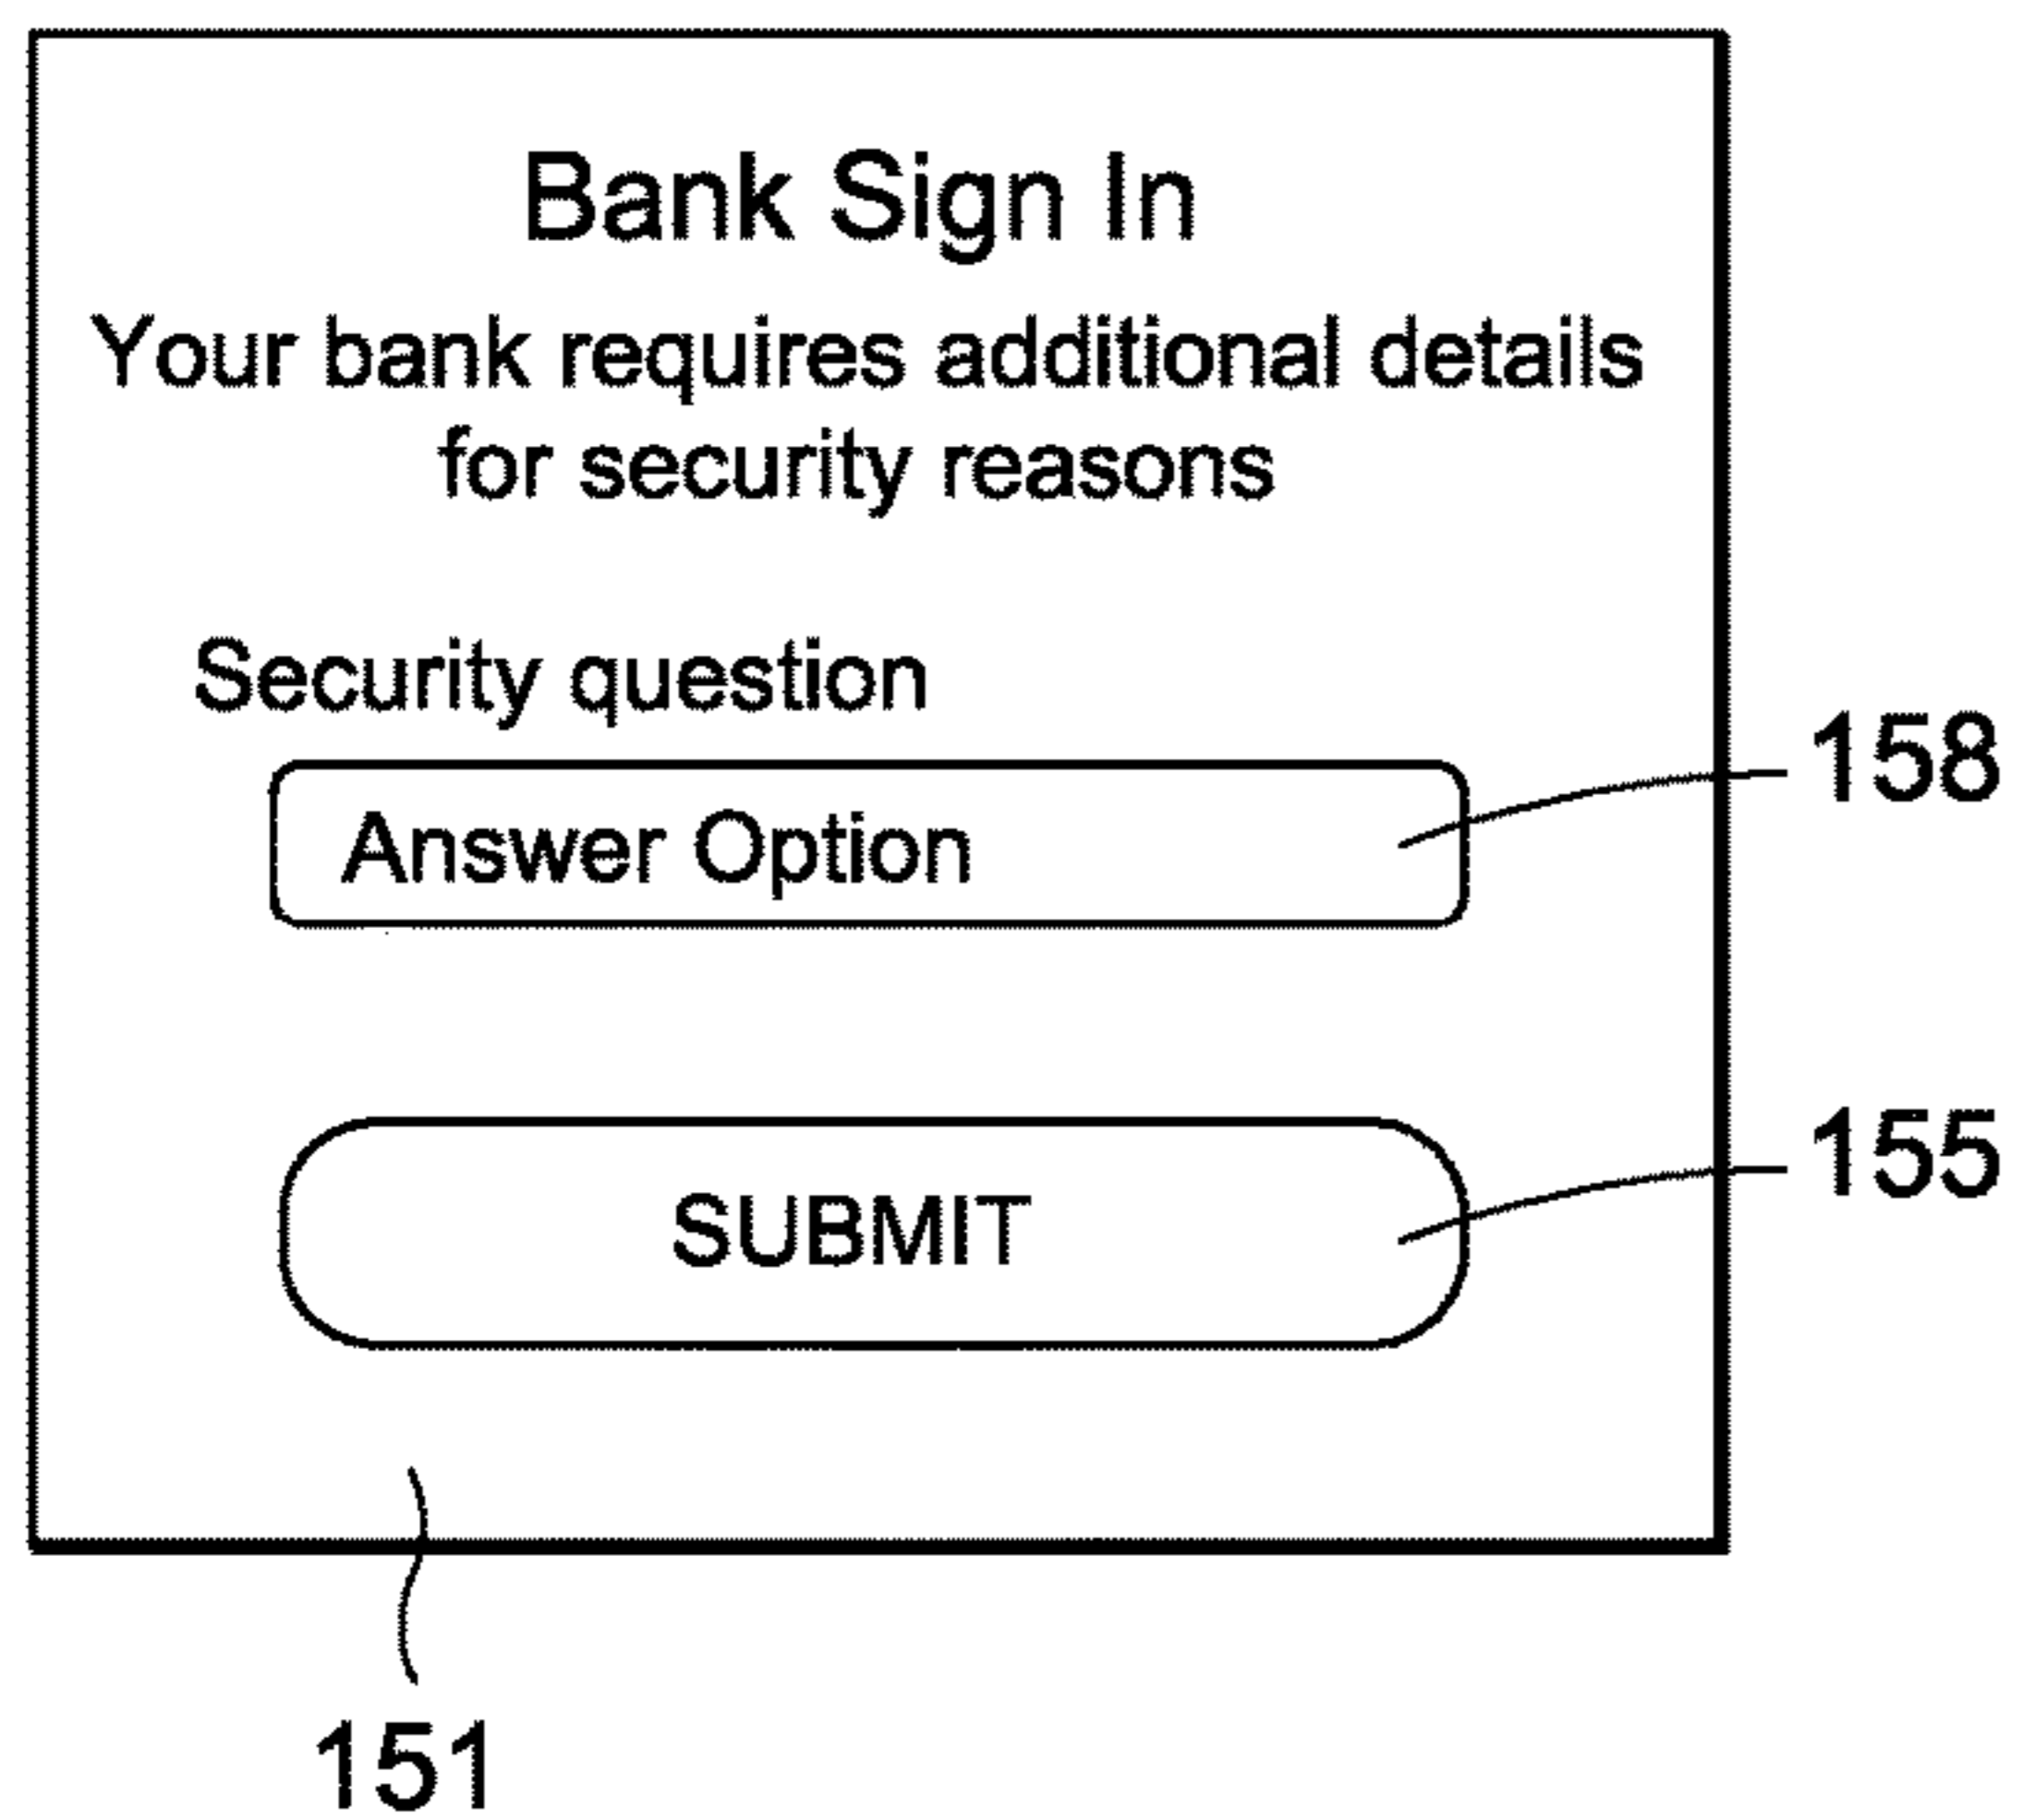 Bank Sign In
Your bank requires additional details
for security reasons
Security question
158
Answer Option
155
SUBMIT
151